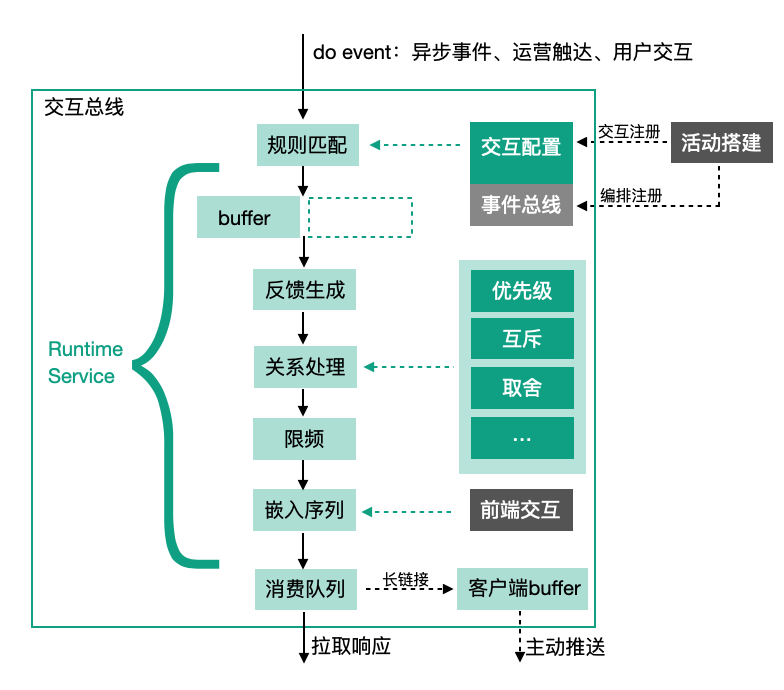 do event：异步事件、运营触达、用户交互
交互总线
规则匹配
交互配置
交互注册
活动搭建
事件总线
编排注册
buffer
反馈生成
优先级
互斥
Runtime
Service
关系处理
取舍
限频
...
嵌入序列
前端交互
消费队列
长链接
客户端buffer
拉取响应
主动推送